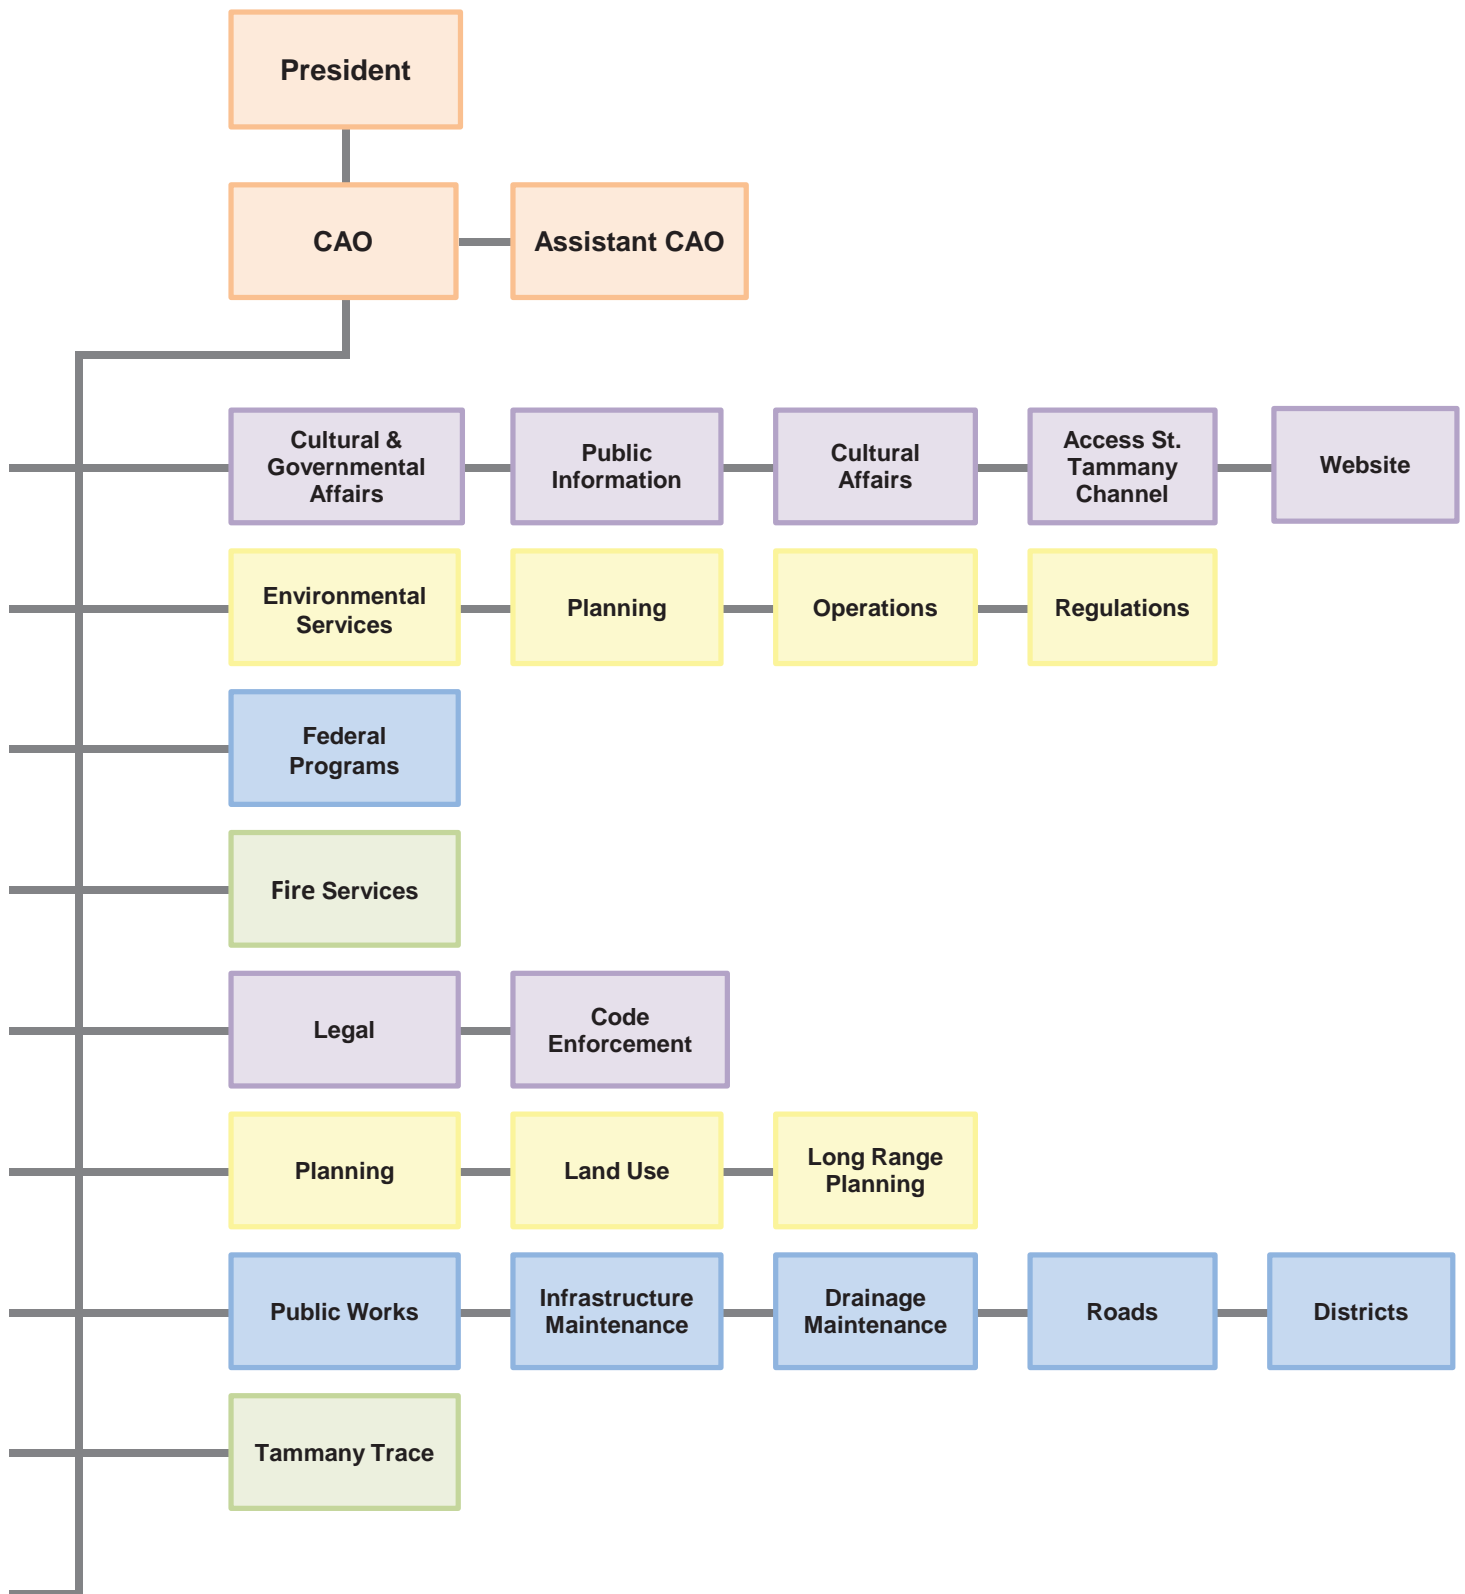 President
CAO
Assistant CAO
Cultural &
Governmental
Affairs
Public
Information
Cultural
Affairs
Access St.
Tammany
Channel
Website
Environmental
Services
Planning
Operations
Regulations
Federal
Programs
Fire Services
Legal
Code
Enforcement
Planning
Land Use
Long Range
Planning
Public Works
Infrastructure
Maintenance
Drainage
Maintenance
Roads
Districts
Tammany Trace